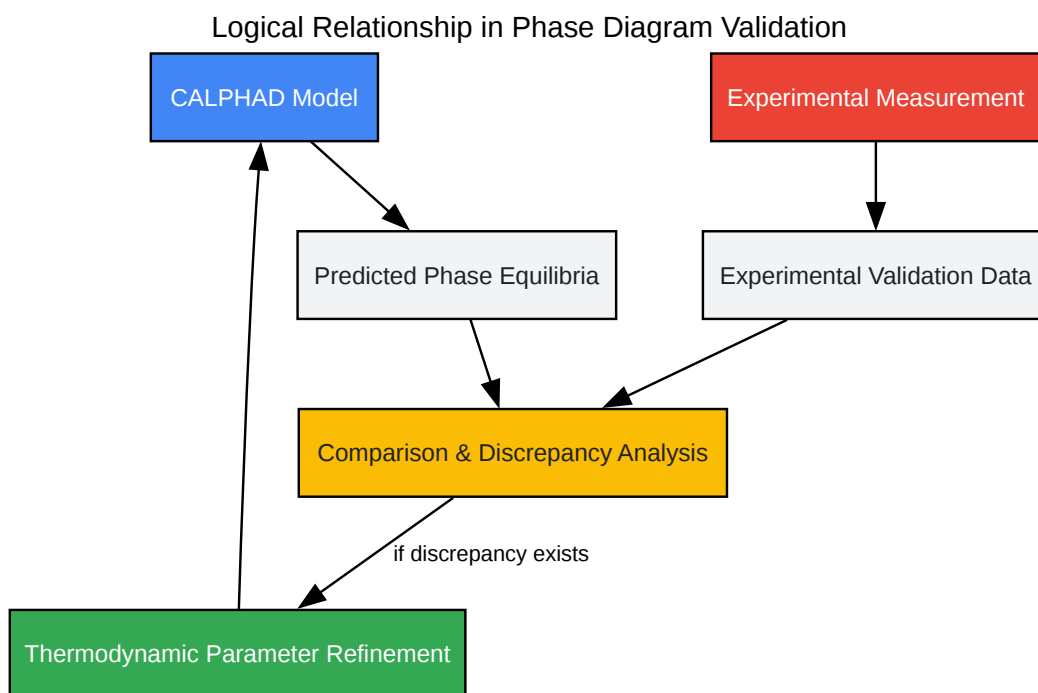 Logical Relationship in Phase Diagram Validation
CALPHAD Model
Experimental Measurement
Predicted Phase Equilibria
Experimental Validation Data
Comparison & Discrepancy Analysis
if discrepancy exists
Thermodynamic Parameter Refinement